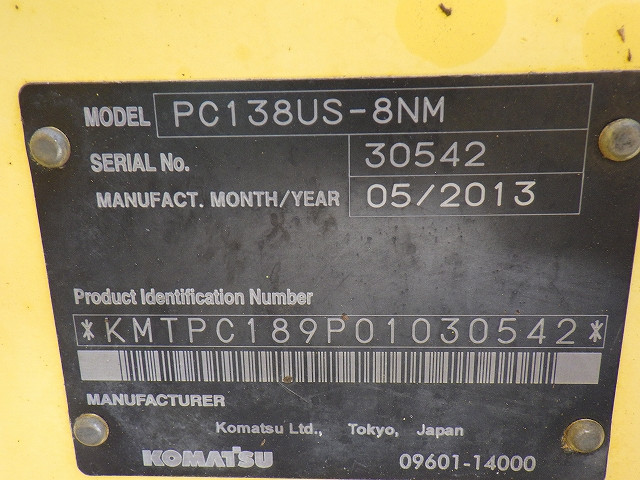 MODEL PC138US-8NM
SERIAL No. 30542
MANUFACT. MONTH/YEAR 05/2013
Product Identification Number
*KMTPC189P01030542*
MANUFACTURER
Komatsu Ltd., Tokyo, Japan
KOMATSU 09601-14000